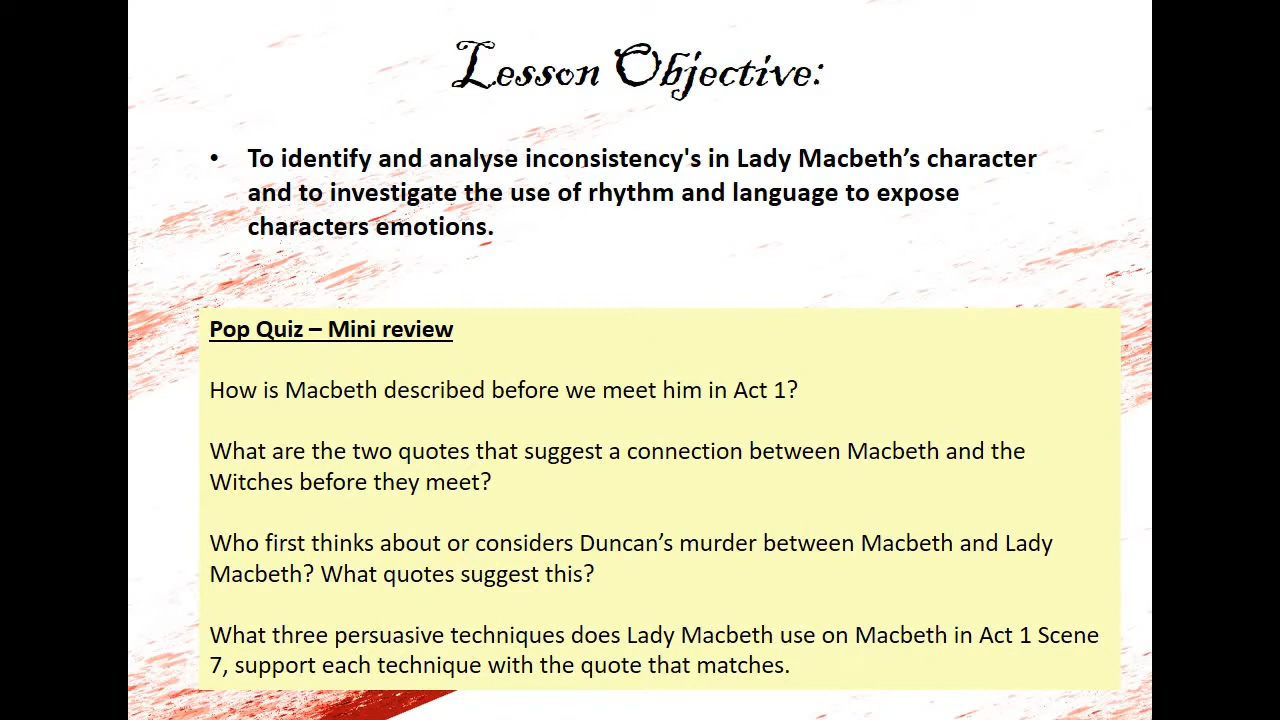 Lesson Objective:
• To identify and analyse inconsistency's in Lady Macbeth’s character
and to investigate the use of rhythm and language to expose
characters emotions.
Pop Quiz – Mini review
How is Macbeth described before we meet him in Act 1?
What are the two quotes that suggest a connection between Macbeth and the
Witches before they meet?
Who first thinks about or considers Duncan’s murder between Macbeth and Lady
Macbeth? What quotes suggest this?
What three persuasive techniques does Lady Macbeth use on Macbeth in Act 1 Scene
7, support each technique with the quote that matches.